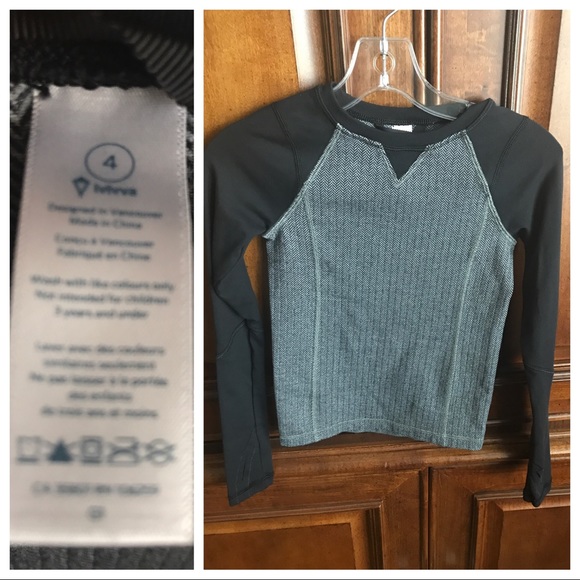 4
ivivva
Designed in Vancouver
Made in China
Conçu à Vancouver
Fabriqué en Chine
Wash with like colours only.
Not intended for children
3 years and under
Laver avec des couleurs
similaires seulement
Ne pas laisser à la portée
des enfants
de trois ans et moins
CA